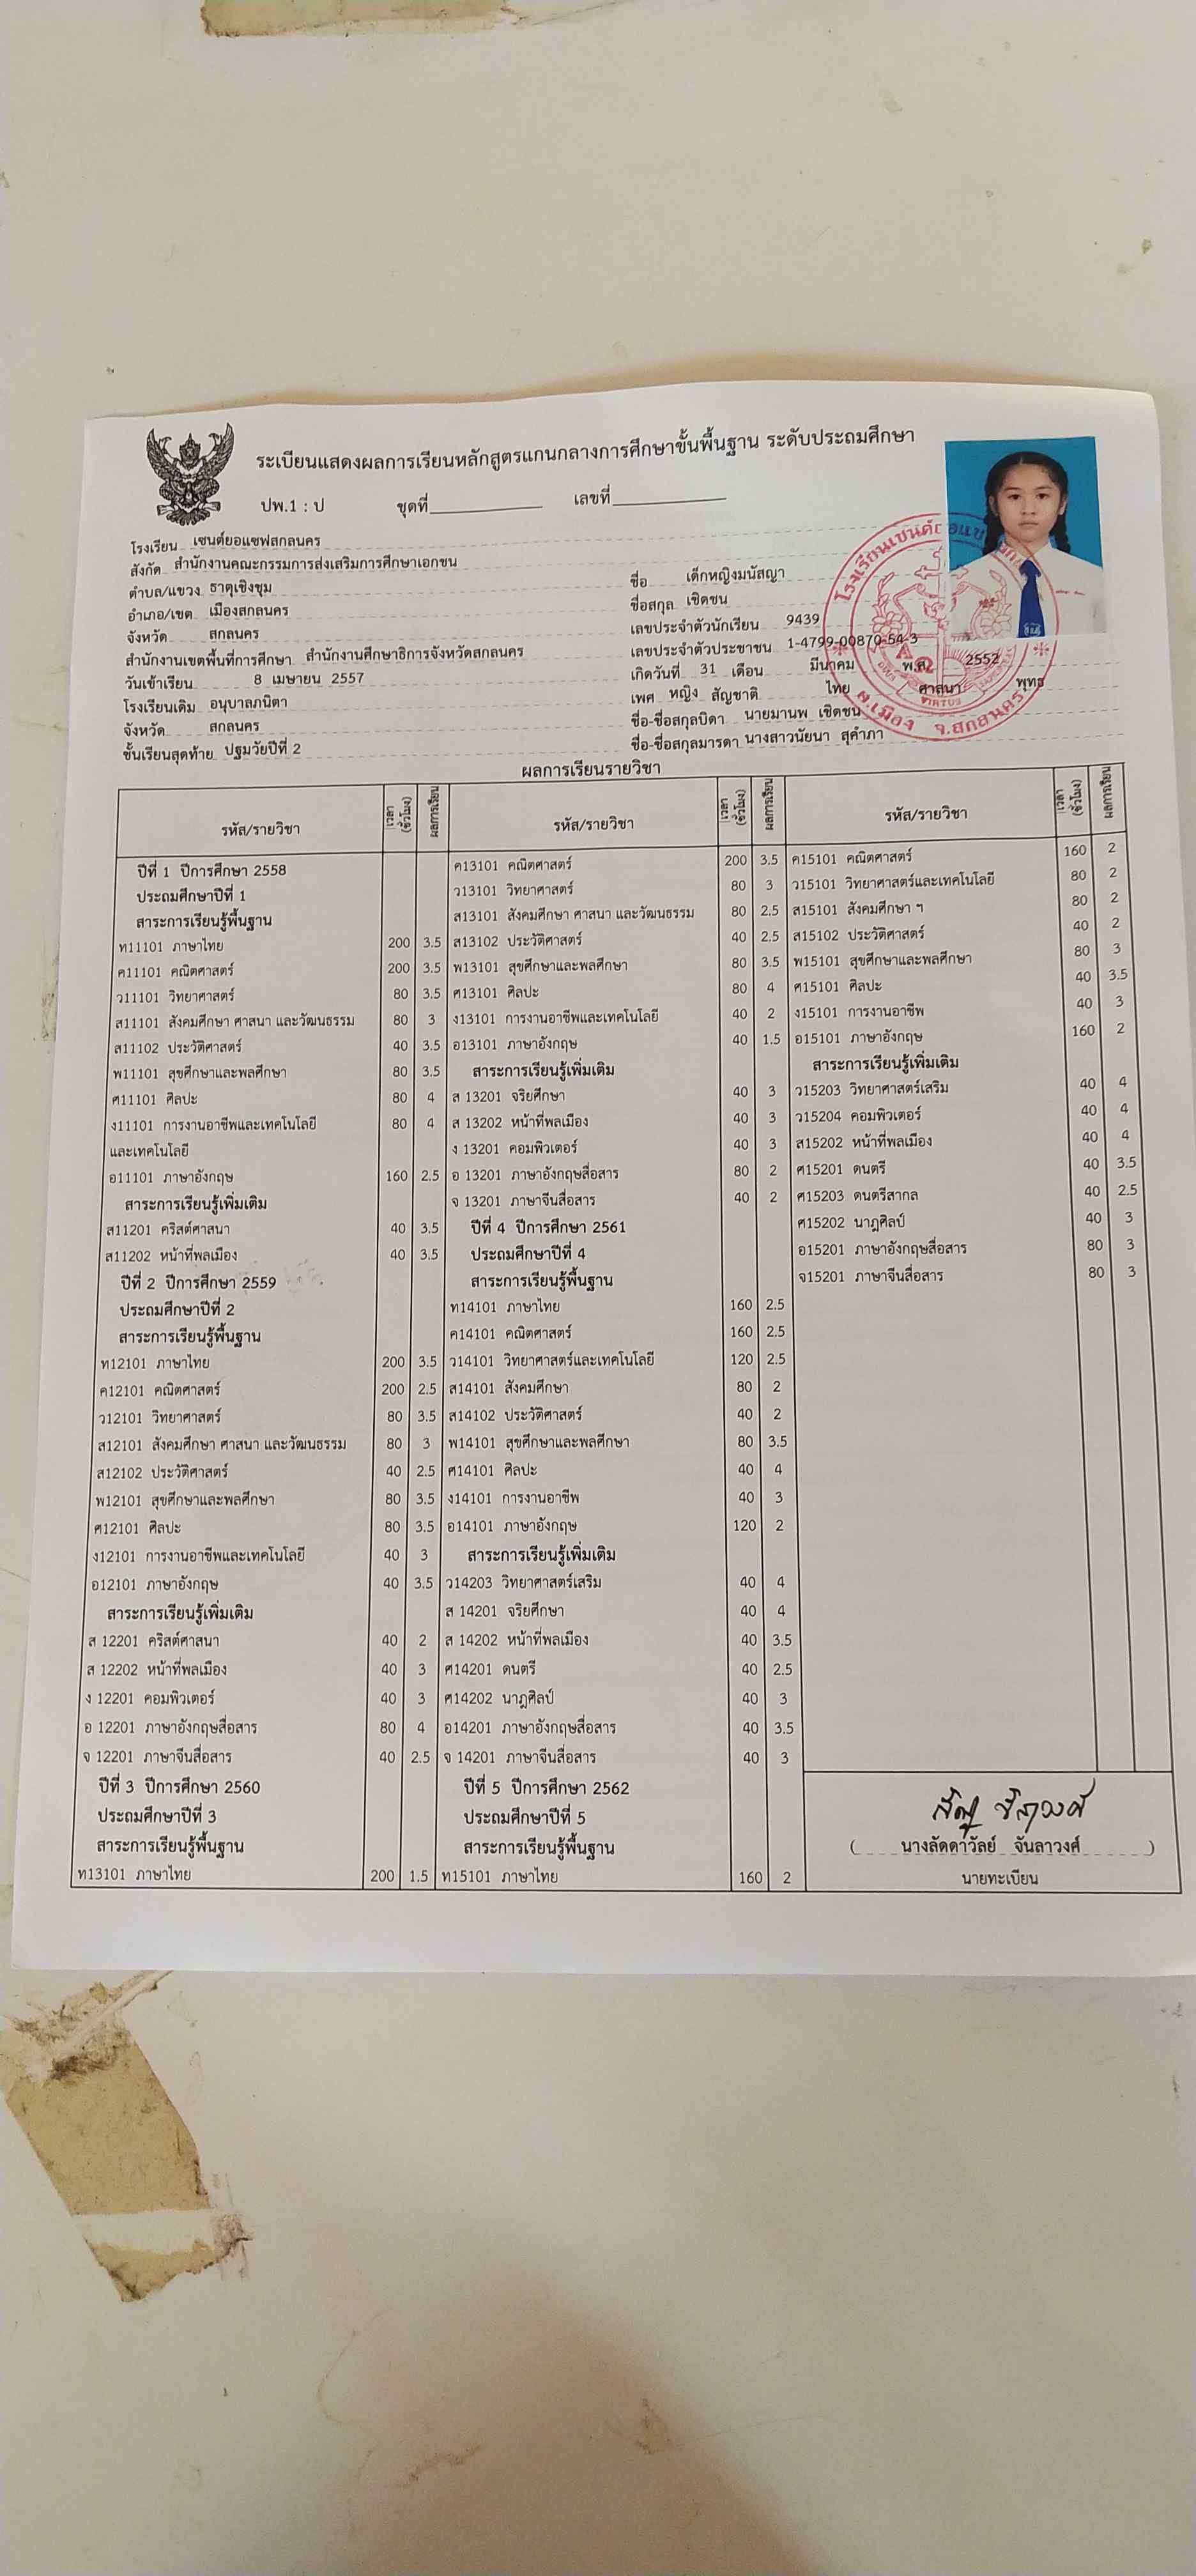 ระเบียนแสดงผลการเรียนหลักสูตรแกนกลางการศึกษาขั้นพื้นฐาน ระดับประถมศึกษา
ปพ.1 : ป ชุดที่ เลขที่
โรงเรียน เซนต์ยอแซฟสกลนคร
สังกัด สำนักงานคณะกรรมการส่งเสริมการศึกษาเอกชน
ตำบล/แขวง ธาตุเชิงชุม
อำเภอ/เขต เมืองสกลนคร
จังหวัด สกลนคร
สำนักงานเขตพื้นที่การศึกษา สำนักงานศึกษาธิการจังหวัดสกลนคร
วันเข้าเรียน 8 เมษายน 2557
โรงเรียนเดิม อนุบาลภนิตา
จังหวัด สกลนคร
ชั้นเรียนสุดท้าย ปฐมวัยปีที่ 2
ชื่อ เด็กหญิงมนัสญา
ชื่อสกุล เชิดชน
เลขประจำตัวนักเรียน 9439
เลขประจำตัวประชาชน 1-4799-00870-54-3
เกิดวันที่ 31 เดือน มีนาคม พ.ศ. 2552
เพศ หญิง สัญชาติ ไทย ศาสนา พุทธ
ชื่อ-ชื่อสกุลบิดา นายมานพ เชิดชน
ชื่อ-ชื่อสกุลมารดา นางสาวนัยนา สุคำภา
อ.เมือง จ.สกลนคร
ผลการเรียนรายวิชา
รหัส/รายวิชา เวลา (ชั่วโมง) ผลการเรียน
ปีที่ 1 ปีการศึกษา 2558
ประถมศึกษาปีที่ 1
สาระการเรียนรู้พื้นฐาน
ท11101 ภาษาไทย 200 3.5
ค11101 คณิตศาสตร์ 200 3.5
ว11101 วิทยาศาสตร์ 80 3.5
ส11101 สังคมศึกษา ศาสนา และวัฒนธรรม 80 3
ส11102 ประวัติศาสตร์ 40 3.5
พ11101 สุขศึกษาและพลศึกษา 80 3.5
ศ11101 ศิลปะ 80 4
ง11101 การงานอาชีพและเทคโนโลยี 80 4
และเทคโนโลยี
อ11101 ภาษาอังกฤษ 160 2.5
สาระการเรียนรู้เพิ่มเติม
ส11201 คริสต์ศาสนา 40 3.5
ส11202 หน้าที่พลเมือง 40 3.5
ปีที่ 2 ปีการศึกษา 2559
ประถมศึกษาปีที่ 2
สาระการเรียนรู้พื้นฐาน
ท12101 ภาษาไทย 200 3.5
ค12101 คณิตศาสตร์ 200 2.5
ว12101 วิทยาศาสตร์ 80 3.5
ส12101 สังคมศึกษา ศาสนา และวัฒนธรรม 80 3
ส12102 ประวัติศาสตร์ 40 2.5
พ12101 สุขศึกษาและพลศึกษา 80 3.5
ศ12101 ศิลปะ 80 3.5
ง12101 การงานอาชีพและเทคโนโลยี 40 3
อ12101 ภาษาอังกฤษ 40 3.5
สาระการเรียนรู้เพิ่มเติม
ส 12201 คริสต์ศาสนา 40 2
ส 12202 หน้าที่พลเมือง 40 3
ง 12201 คอมพิวเตอร์ 40 3
อ 12201 ภาษาอังกฤษสื่อสาร 80 4
จ 12201 ภาษาจีนสื่อสาร 40 2.5
ปีที่ 3 ปีการศึกษา 2560
ประถมศึกษาปีที่ 3
สาระการเรียนรู้พื้นฐาน
ท13101 ภาษาไทย 200 1.5
รหัส/รายวิชา เวลา (ชั่วโมง) ผลการเรียน
ค13101 คณิตศาสตร์ 200 3.5
ว13101 วิทยาศาสตร์ 80 3
ส13101 สังคมศึกษา ศาสนา และวัฒนธรรม 80 2.5
ส13102 ประวัติศาสตร์ 40 2.5
พ13101 สุขศึกษาและพลศึกษา 80 3.5
ศ13101 ศิลปะ 80 4
ง13101 การงานอาชีพและเทคโนโลยี 40 2
อ13101 ภาษาอังกฤษ 40 1.5
สาระการเรียนรู้เพิ่มเติม
ส 13201 จริยศึกษา 40 3
ส 13202 หน้าที่พลเมือง 40 3
ง 13201 คอมพิวเตอร์ 40 3
อ 13201 ภาษาอังกฤษสื่อสาร 80 2
จ 13201 ภาษาจีนสื่อสาร 40 2
ปีที่ 4 ปีการศึกษา 2561
ประถมศึกษาปีที่ 4
สาระการเรียนรู้พื้นฐาน
ท14101 ภาษาไทย 160 2.5
ค14101 คณิตศาสตร์ 160 2.5
ว14101 วิทยาศาสตร์และเทคโนโลยี 120 2.5
ส14101 สังคมศึกษา 80 2
ส14102 ประวัติศาสตร์ 40 2
พ14101 สุขศึกษาและพลศึกษา 80 3.5
ศ14101 ศิลปะ 40 4
ง14101 การงานอาชีพ 40 3
อ14101 ภาษาอังกฤษ 120 2
สาระการเรียนรู้เพิ่มเติม
ว14203 วิทยาศาสตร์เสริม 40 4
ส 14201 จริยศึกษา 40 4
ส 14202 หน้าที่พลเมือง 40 3.5
ศ14201 ดนตรี 40 2.5
ศ14202 นาฎศิลป์ 40 3
อ14201 ภาษาอังกฤษสื่อสาร 40 3.5
จ 14201 ภาษาจีนสื่อสาร 40 3
ปีที่ 5 ปีการศึกษา 2562
ประถมศึกษาปีที่ 5
สาระการเรียนรู้พื้นฐาน
ท15101 ภาษาไทย 160 2
รหัส/รายวิชา เวลา (ชั่วโมง) ผลการเรียน
ค15101 คณิตศาสตร์ 160 2
ว15101 วิทยาศาสตร์และเทคโนโลยี 80 2
ส15101 สังคมศึกษา ฯ 80 2
ส15102 ประวัติศาสตร์ 40 2
พ15101 สุขศึกษาและพลศึกษา 80 3
ศ15101 ศิลปะ 40 3.5
ง15101 การงานอาชีพ 40 3
อ15101 ภาษาอังกฤษ 160 2
สาระการเรียนรู้เพิ่มเติม
ว15203 วิทยาศาสตร์เสริม 40 4
ว15204 คอมพิวเตอร์ 40 4
ส15202 หน้าที่พลเมือง 40 4
ศ15201 ดนตรี 40 3.5
ศ15203 ดนตรีสากล 40 2.5
ศ15202 นาฎศิลป์ 40 3
อ15201 ภาษาอังกฤษสื่อสาร 80 3
จ15201 ภาษาจีนสื่อสาร 80 3
( นางลัดดาวัลย์ จันลาวงศ์ )
นายทะเบียน